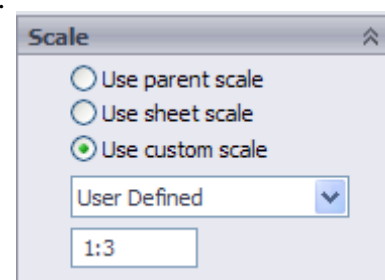 Scale
Use parent scale
Use sheet scale
Use custom scale
User Defined
1:3